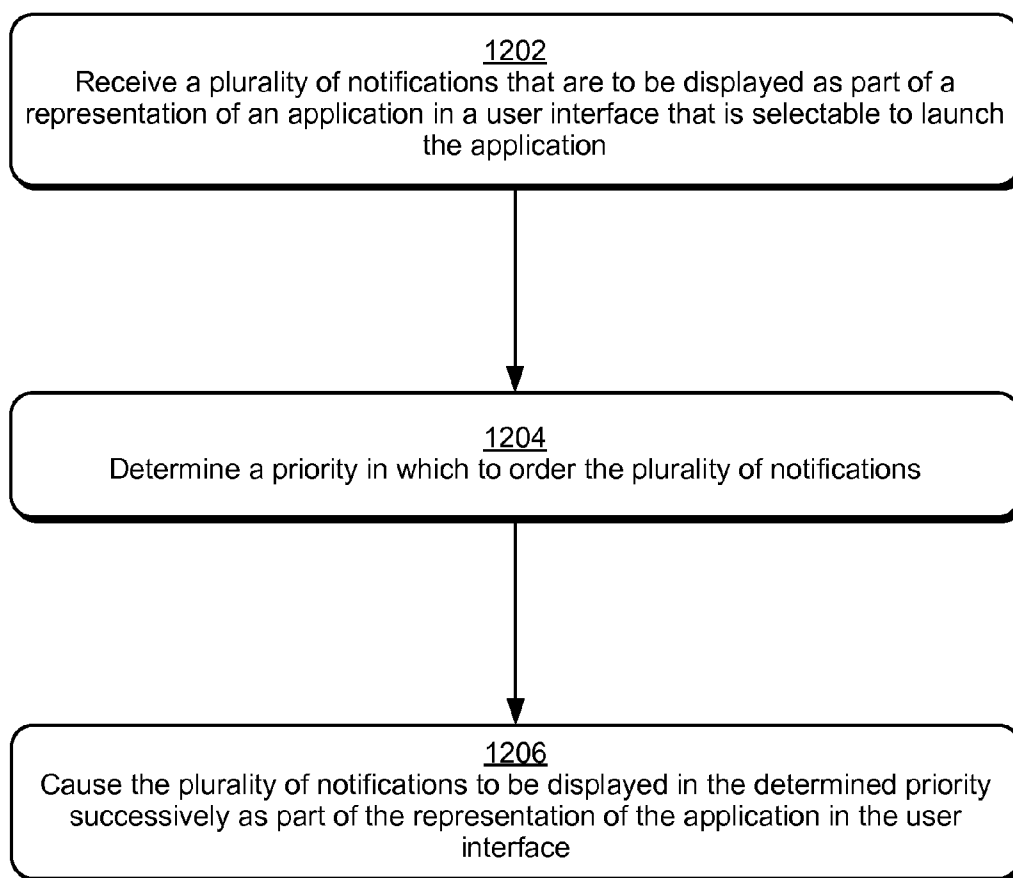 1202
Receive a plurality of notifications that are to be displayed as part of a
representation of an application in a user interface that is selectable to launch
the application
1204
Determine a priority in which to order the plurality of notifications
1206
Cause the plurality of notifications to be displayed in the determined priority
successively as part of the representation of the application in the user
interface